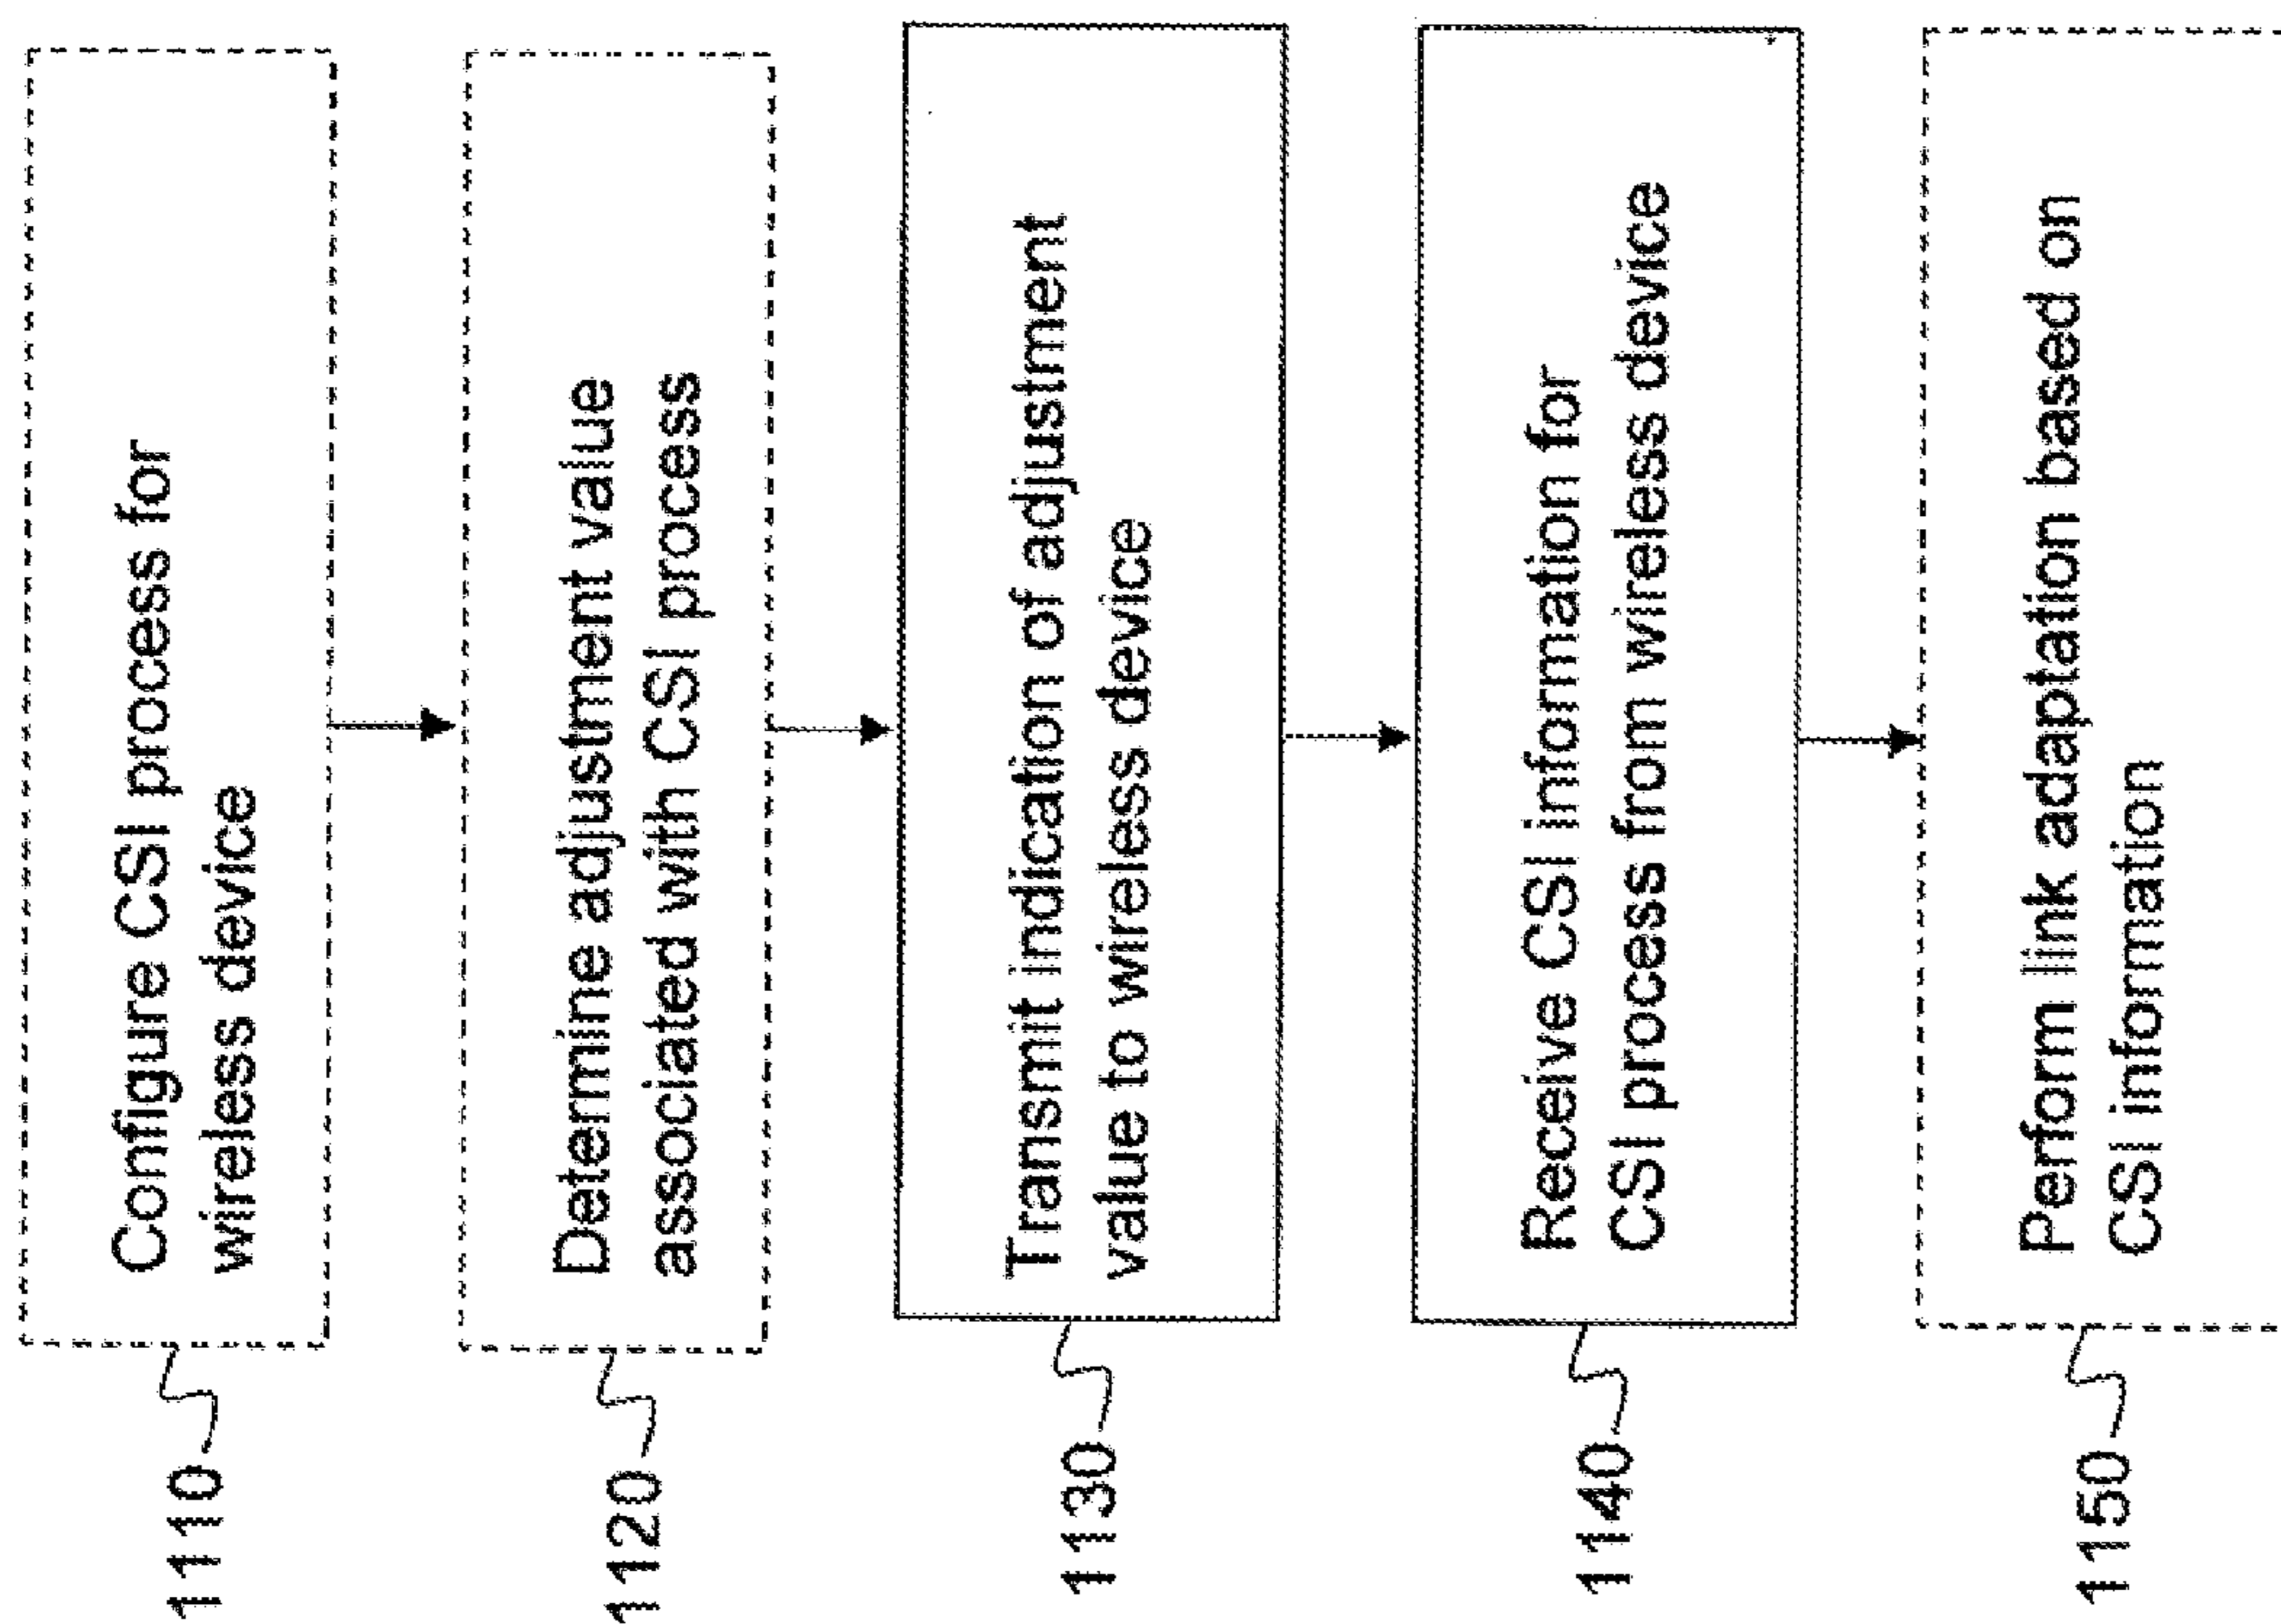 1110
Configure CSI process for
wireless device
1120
Determine adjustment value
associated with CSI process
1130
Transmit indication of adjustment
value to wireless device
1140
Receive CSI information for
CSI process from wireless device
1150
Perform link adaptation based on
CSI information